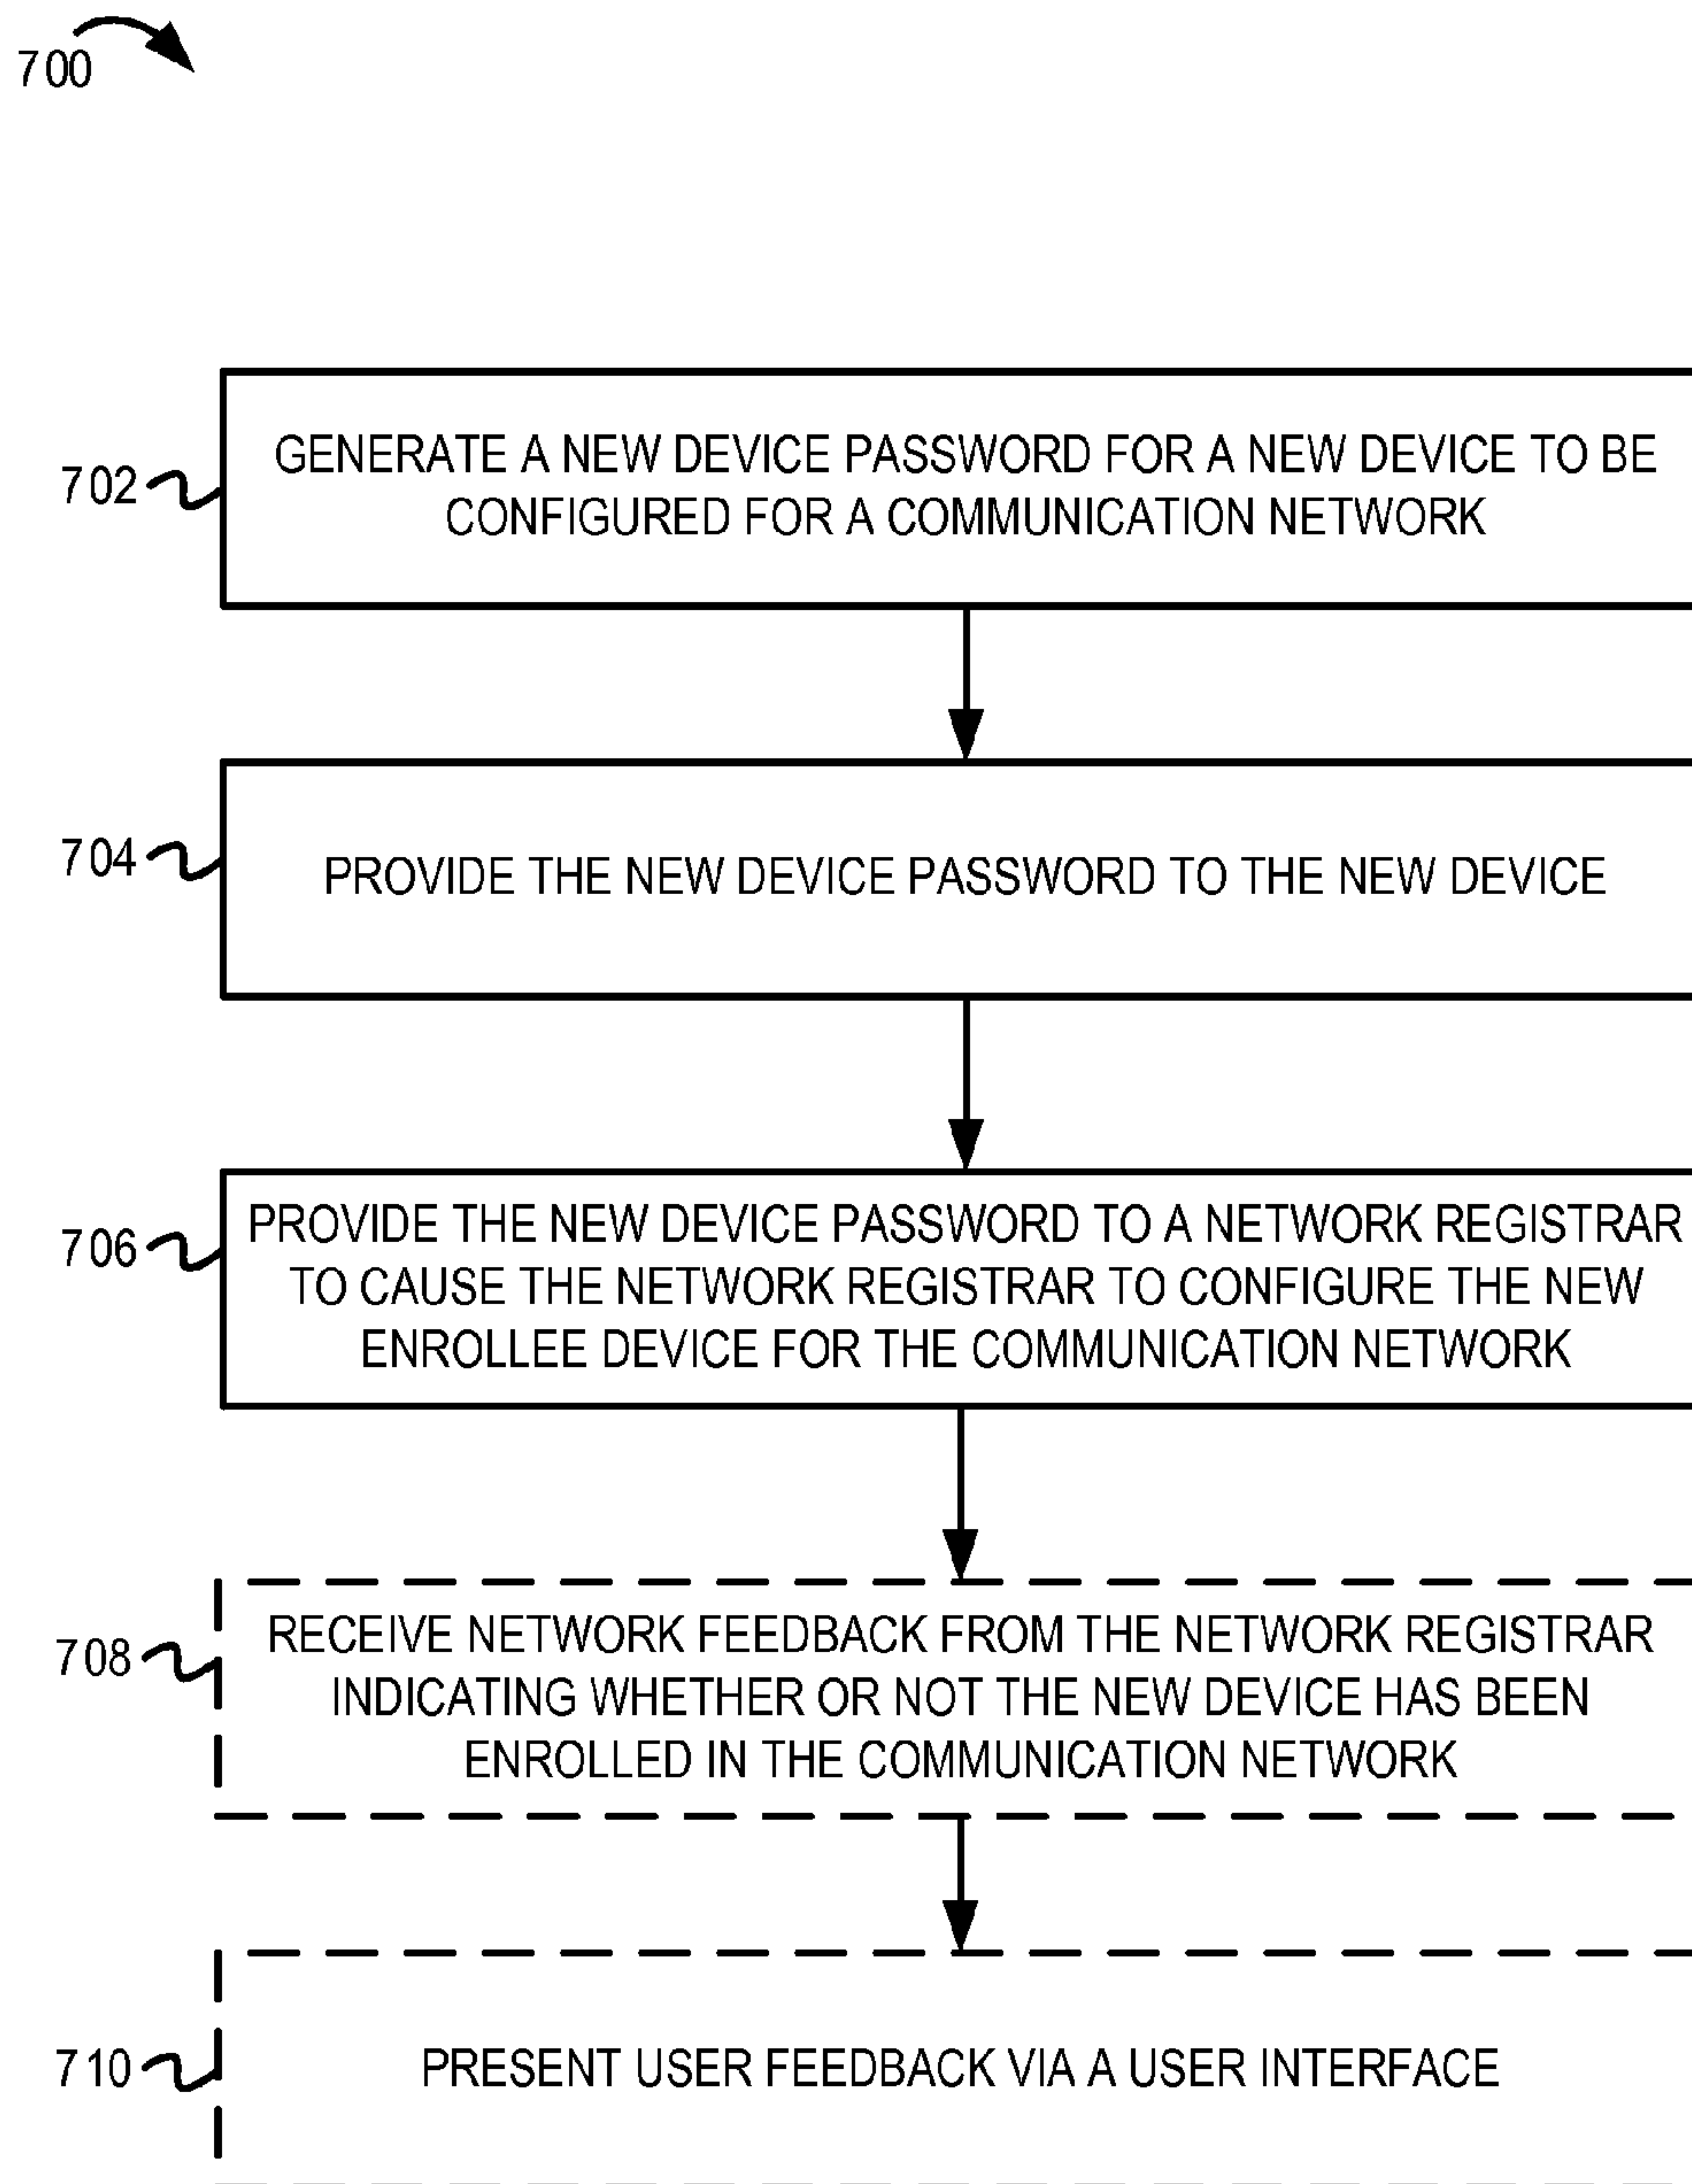 700
702
GENERATE A NEW DEVICE PASSWORD FOR A NEW DEVICE TO BE
CONFIGURED FOR A COMMUNICATION NETWORK
704
PROVIDE THE NEW DEVICE PASSWORD TO THE NEW DEVICE
706
PROVIDE THE NEW DEVICE PASSWORD TO A NETWORK REGISTRAR
TO CAUSE THE NETWORK REGISTRAR TO CONFIGURE THE NEW
ENROLLEE DEVICE FOR THE COMMUNICATION NETWORK
708
RECEIVE NETWORK FEEDBACK FROM THE NETWORK REGISTRAR
INDICATING WHETHER OR NOT THE NEW DEVICE HAS BEEN
ENROLLED IN THE COMMUNICATION NETWORK
710
PRESENT USER FEEDBACK VIA A USER INTERFACE